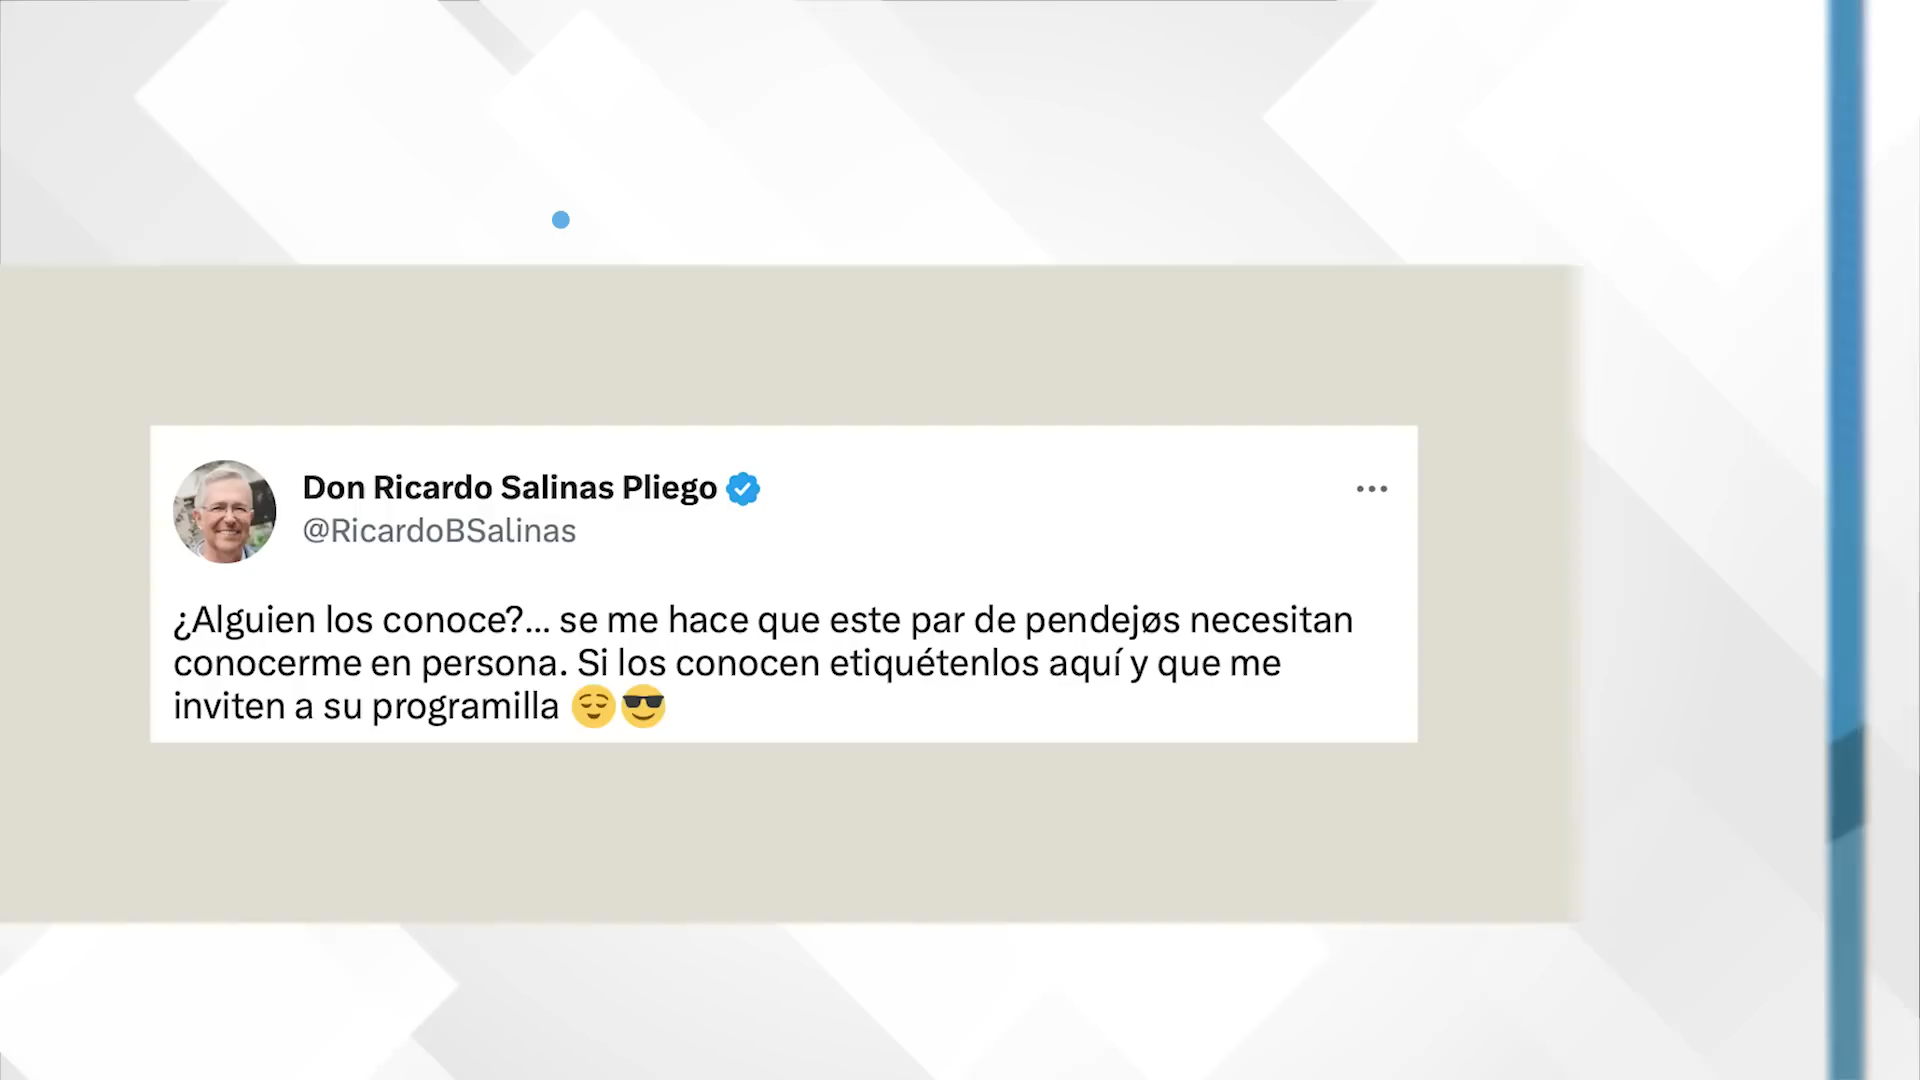 Don Ricardo Salinas Pliego
@RicardoBSalinas
¿Alguien los conoce?... se me hace que este par de pendejøs necesitan
conocerme en persona. Si los conocen etiquétenlos aquí y que me
inviten a su programilla 😌😎